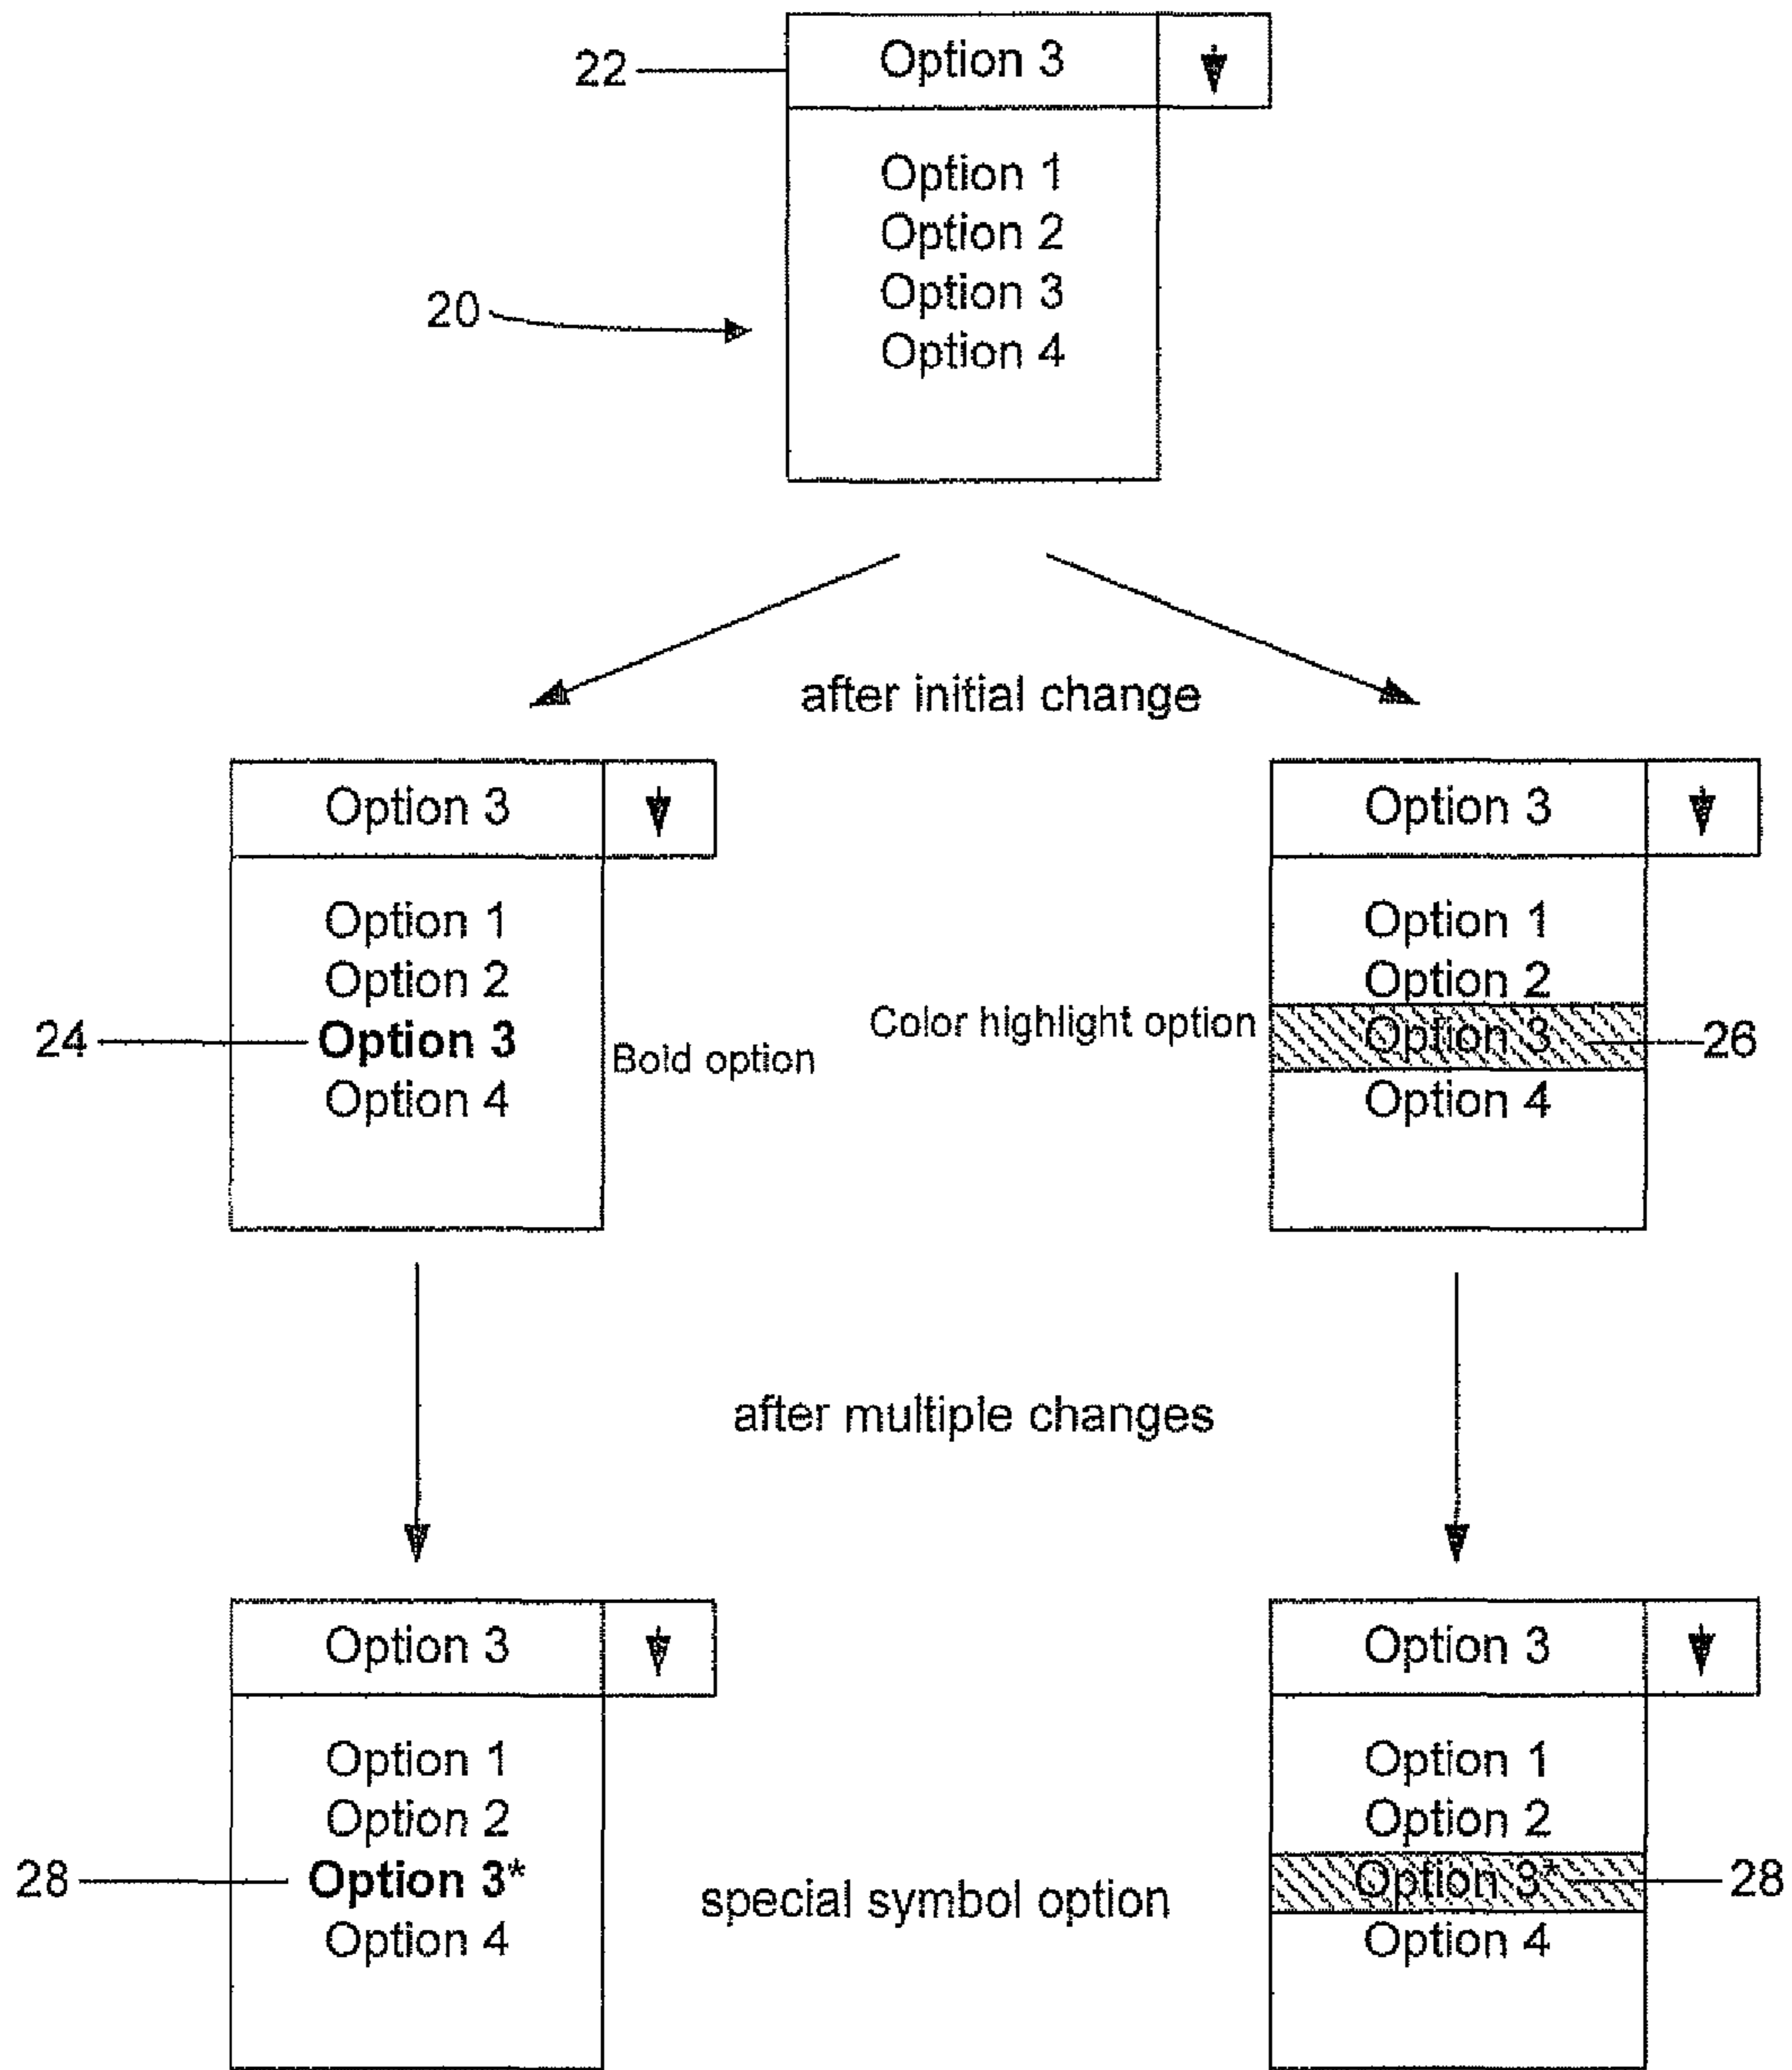 22
Option 3
Option 1
Option 2
20
Option 3
Option 4
after initial change
Option 3
Option 1
Option 2
24
Option 3
Bold option
Option 4
Option 3
Option 1
Option 2
Color highlight option
Option 3
26
Option 4
after multiple changes
Option 3
Option 1
Option 2
28
Option 3*
Option 4
special symbol option
Option 3
Option 1
Option 2
Option 3*
28
Option 4